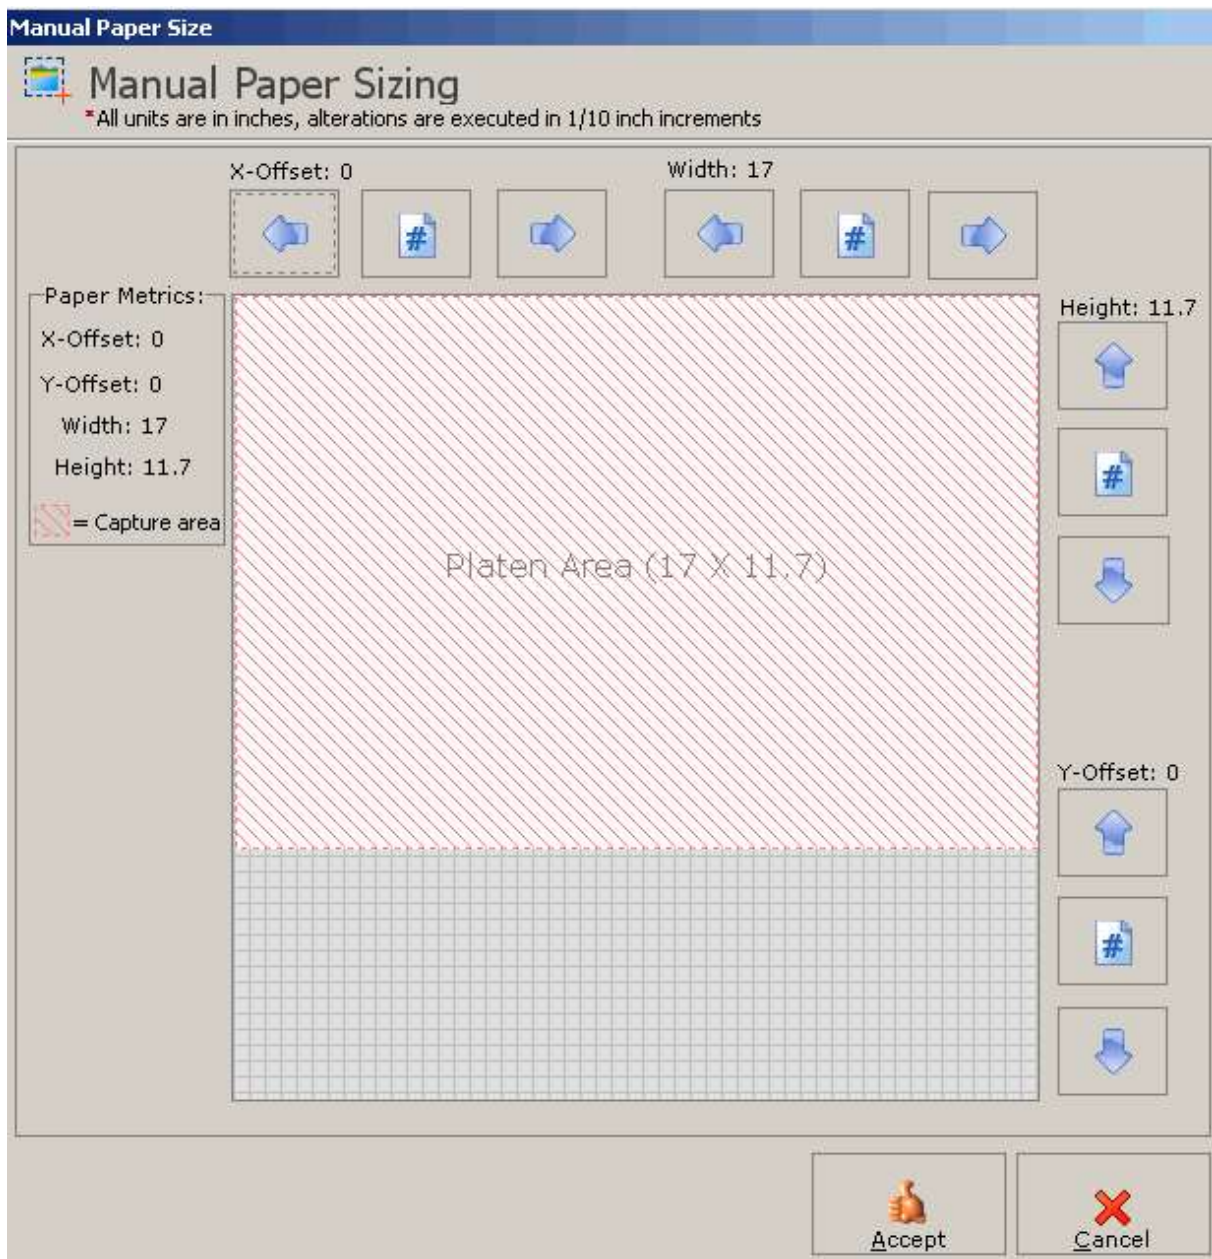 Manual Paper Size
Manual Paper Sizing
*All units are in inches, alterations are executed in 1/10 inch increments
X-Offset: 0
Width: 17
#
#
Paper Metrics:
X-Offset: 0
Y-Offset: 0
Width: 17
Height: 11.7
= Capture area
Platen Area (17 X 11.7)
Height: 11.7
#
Y-Offset: 0
#
Accept
Cancel